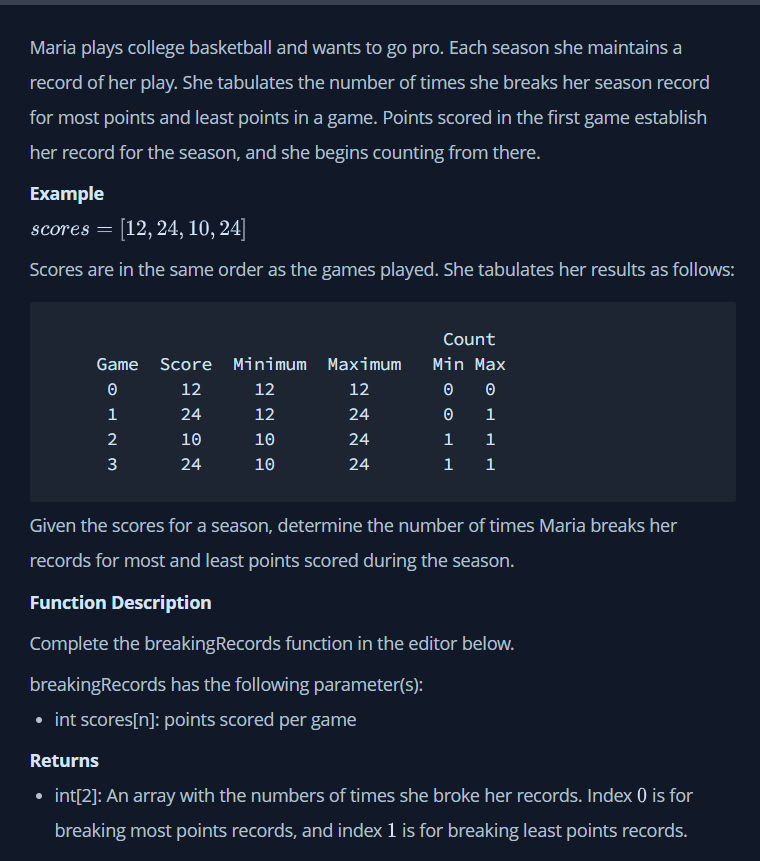 Maria plays college basketball and wants to go pro. Each season she maintains a
record of her play. She tabulates the number of times she breaks her season record
for most points and least points in a game. Points scored in the first game establish
her record for the season, and she begins counting from there.
Example
scores = [12, 24, 10, 24]
Scores are in the same order as the games played. She tabulates her results as follows:
Count
Game Score Minimum Maximum Min Max
0 12 12 12 0 0
1 24 12 24 0 1
2 10 10 24 1 1
3 24 10 24 1 1
Given the scores for a season, determine the number of times Maria breaks her
records for most and least points scored during the season.
Function Description
Complete the breakingRecords function in the editor below.
breakingRecords has the following parameter(s):
• int scores[n]: points scored per game
Returns
• int[2]: An array with the numbers of times she broke her records. Index 0 is for
breaking most points records, and index 1 is for breaking least points records.